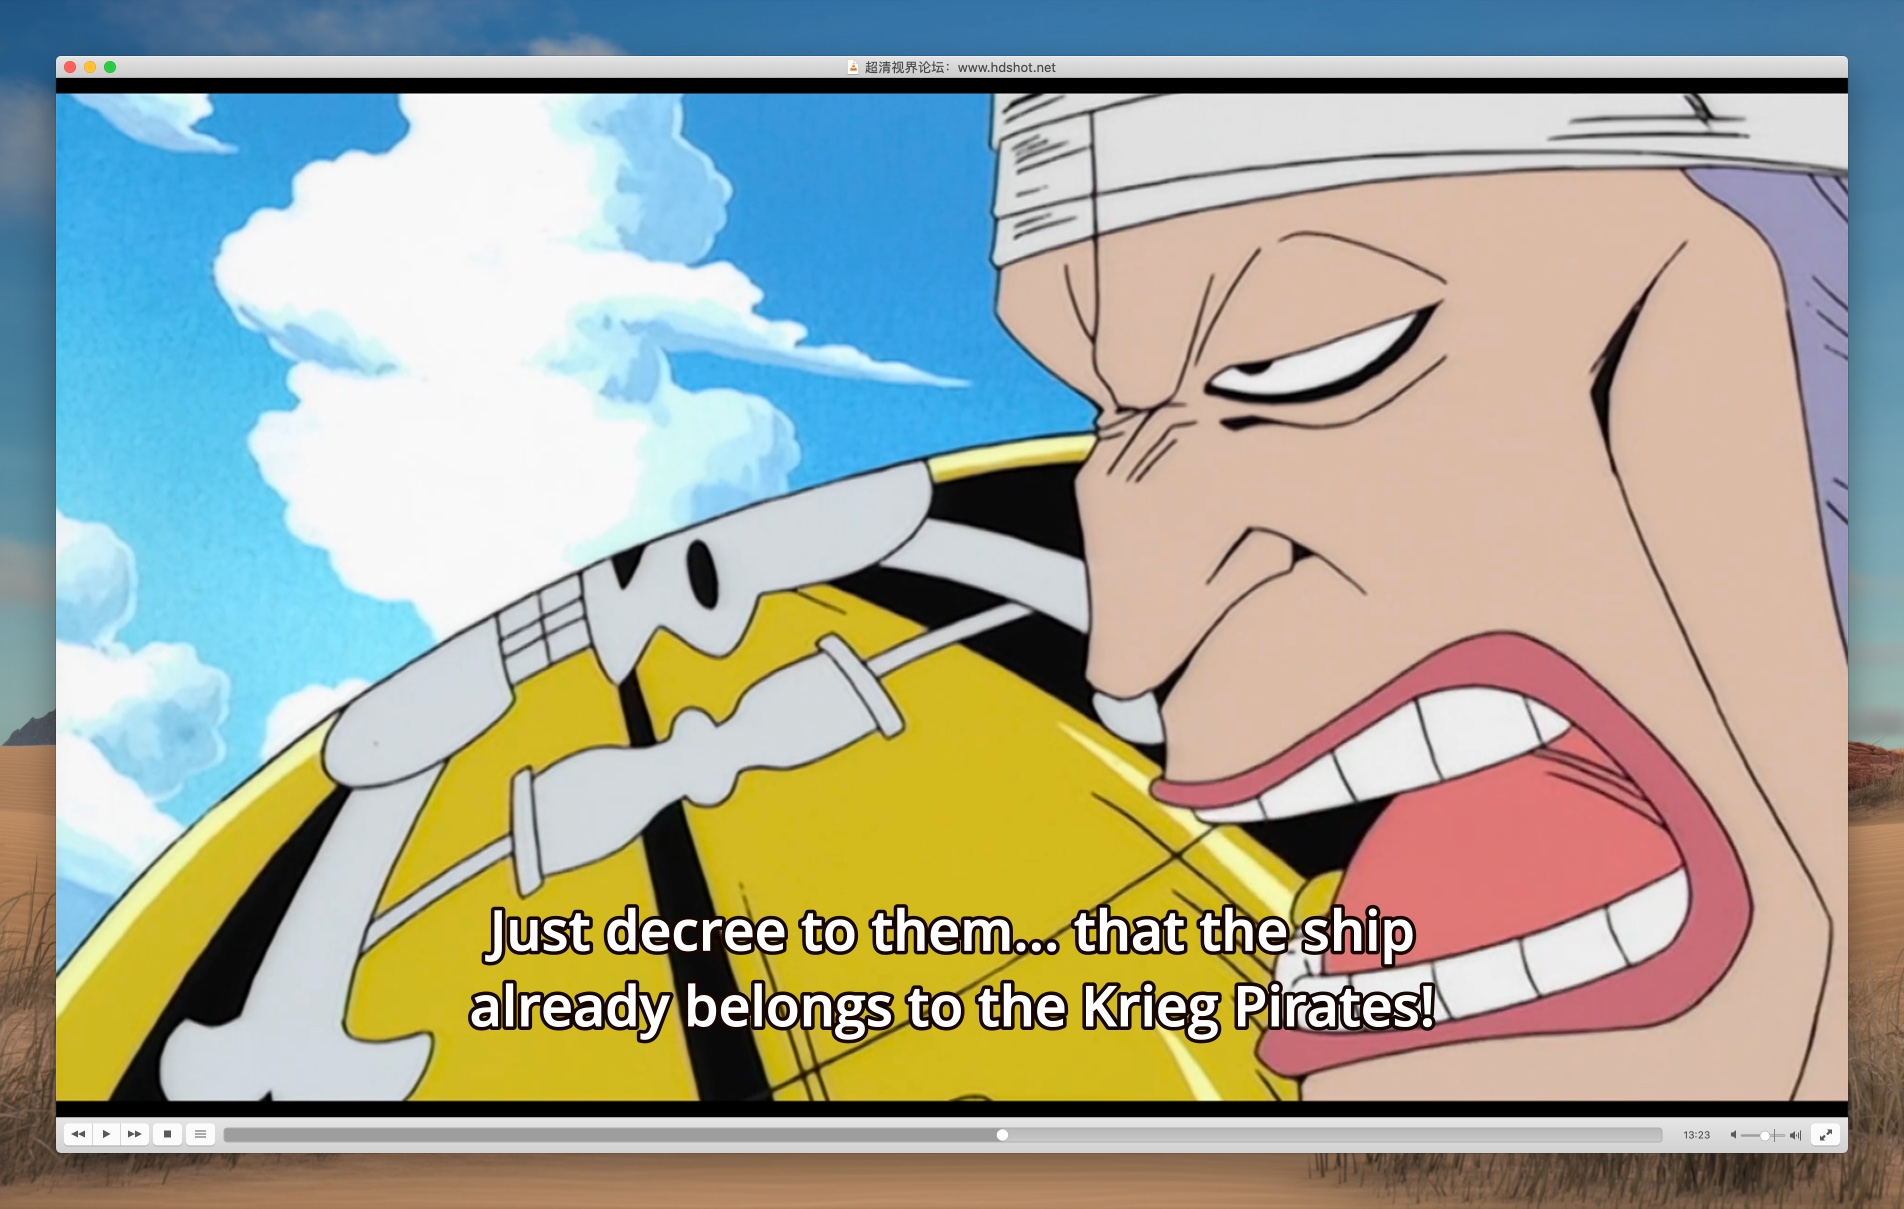 超清视界论坛：www.hdshot.net
Just decree to them... that the ship
already belongs to the Krieg Pirates!
13:23